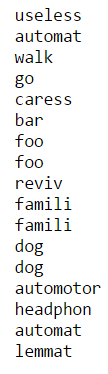 useless
automat
walk
go
caress
bar
foo
foo
reviv
famili
famili
dog
dog
automotor
headphon
automat
lemmat